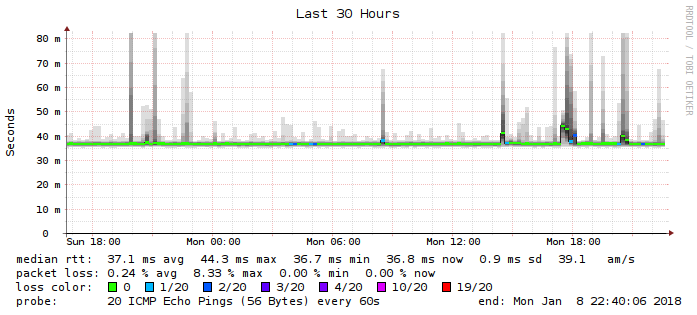 Last 30 Hours
RRDTOOL / TOBI OETIKER
Seconds
80 m
70 m
60 m
50 m
40 m
30 m
20 m
10 m
0
Sun 18:00 Mon 00:00 Mon 06:00 Mon 12:00 Mon 18:00
median rtt: 37.1 ms avg 44.3 ms max 36.7 ms min 36.8 ms now 0.9 ms sd 39.1 am/s
packet loss: 0.24 % avg 8.33 % max 0.00 % min 0.00 % now
loss color: 0 1/20 2/20 3/20 4/20 10/20 19/20
probe: 20 ICMP Echo Pings (56 Bytes) every 60s end: Mon Jan 8 22:40:06 2018